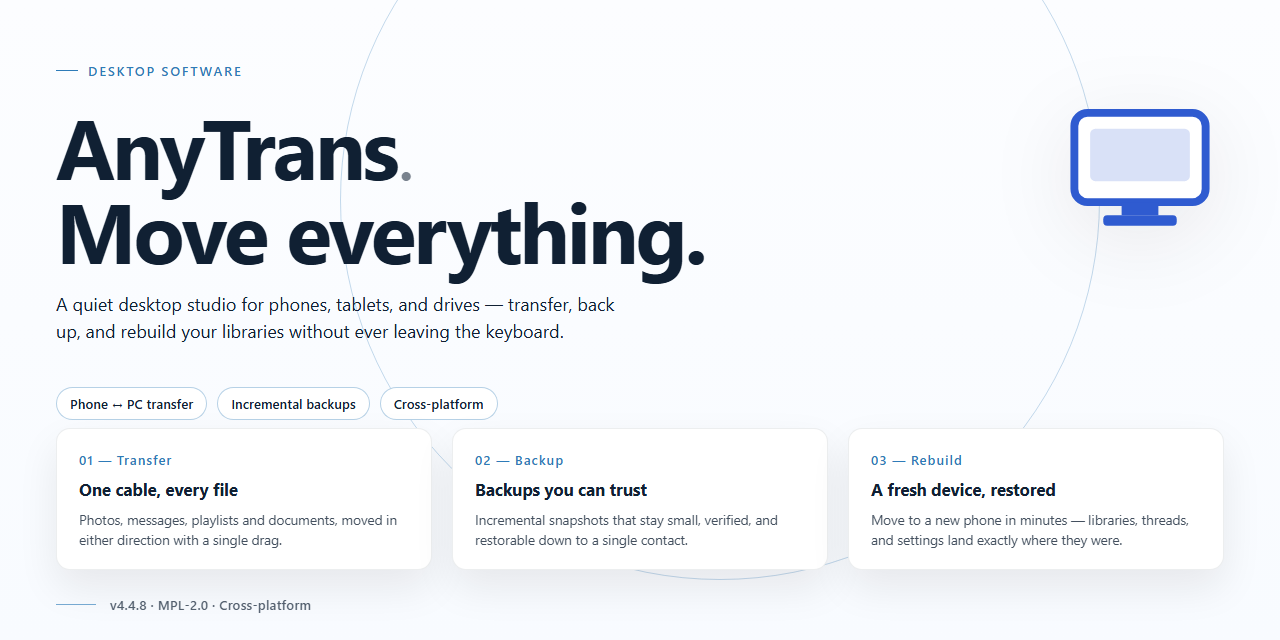 DESKTOP SOFTWARE
AnyTrans.
Move everything.
A quiet desktop studio for phones, tablets, and drives — transfer, back
up, and rebuild your libraries without ever leaving the keyboard.
Phone ↔ PC transfer
Incremental backups
Cross-platform
01 — Transfer
One cable, every file
Photos, messages, playlists and documents, moved in
either direction with a single drag.
02 — Backup
Backups you can trust
Incremental snapshots that stay small, verified, and
restorable down to a single contact.
03 — Rebuild
A fresh device, restored
Move to a new phone in minutes — libraries, threads,
and settings land exactly where they were.
v4.4.8 · MPL-2.0 · Cross-platform